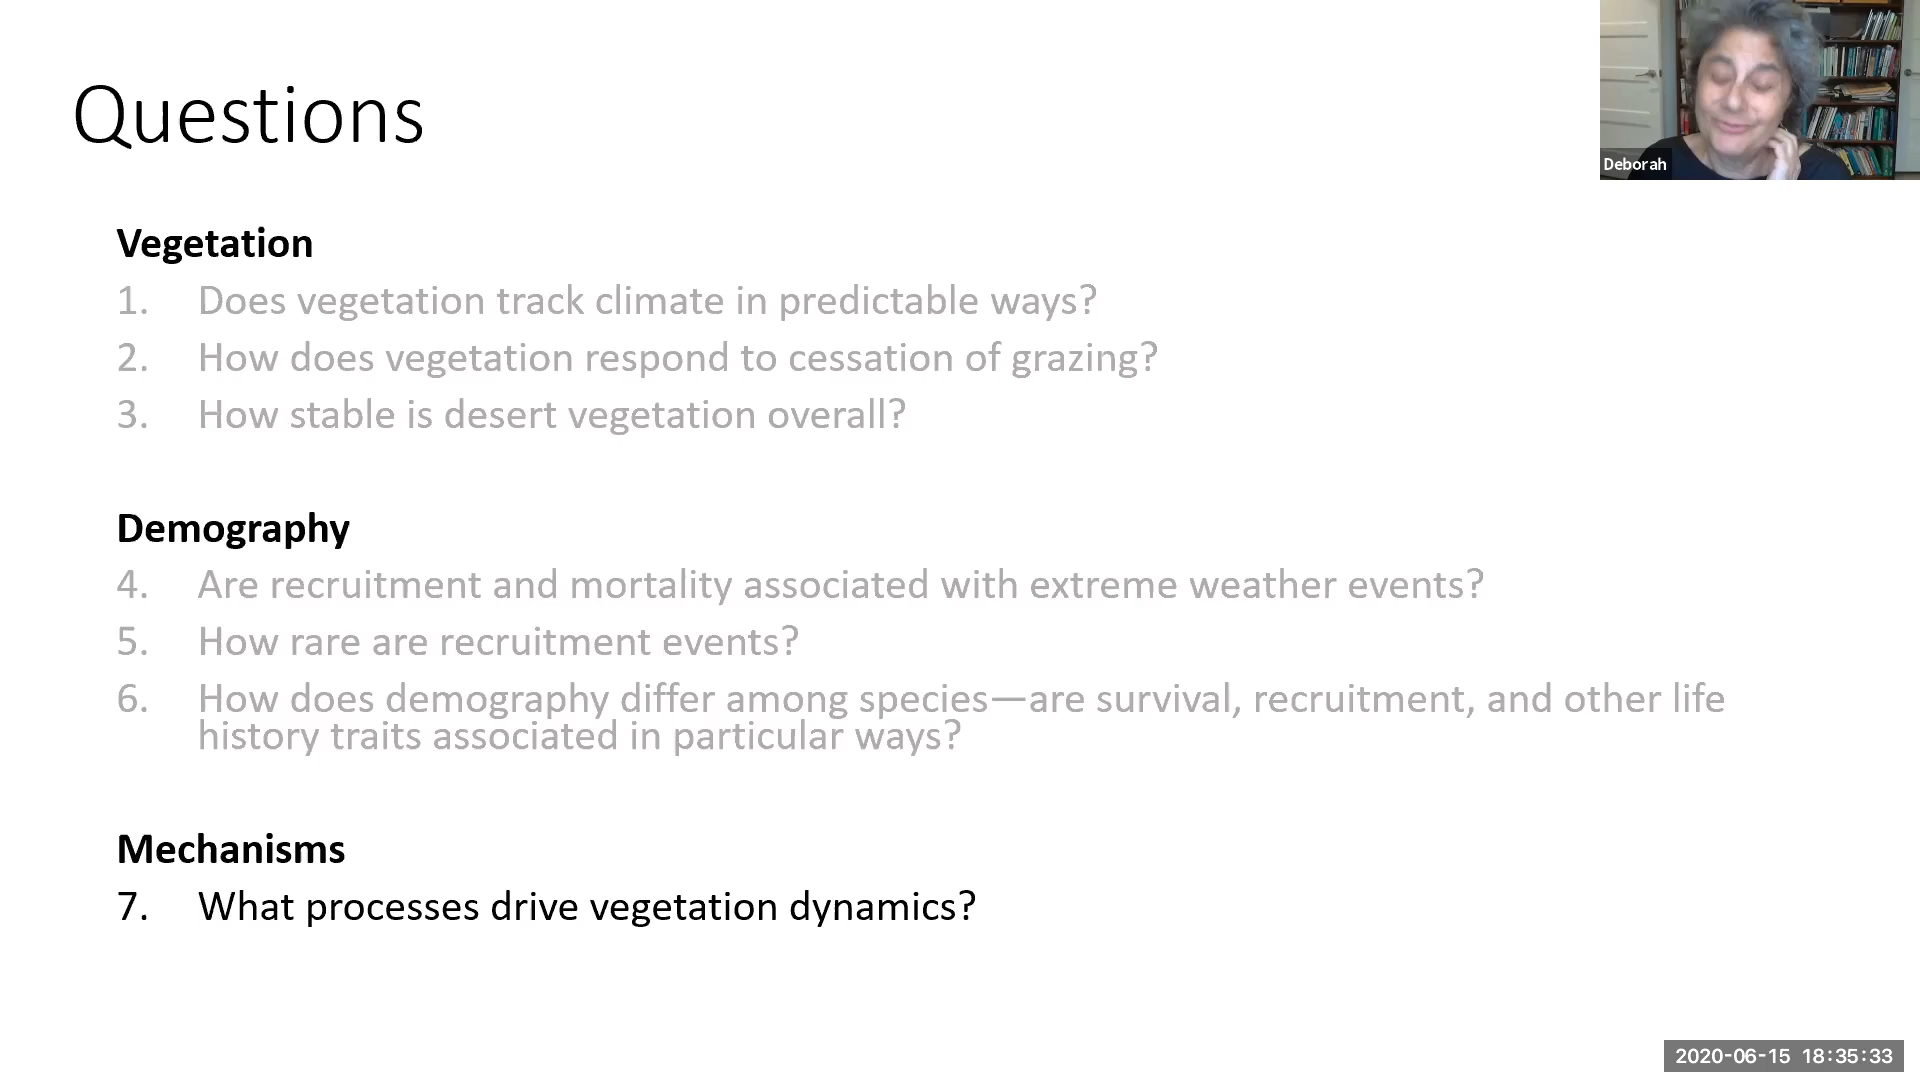 Questions
Deborah
Vegetation
1. Does vegetation track climate in predictable ways?
2. How does vegetation respond to cessation of grazing?
3. How stable is desert vegetation overall?
Demography
4. Are recruitment and mortality associated with extreme weather events?
5. How rare are recruitment events?
6. How does demography differ among species—are survival, recruitment, and other life
history traits associated in particular ways?
Mechanisms
7. What processes drive vegetation dynamics?
2020-06-15 18:35:33